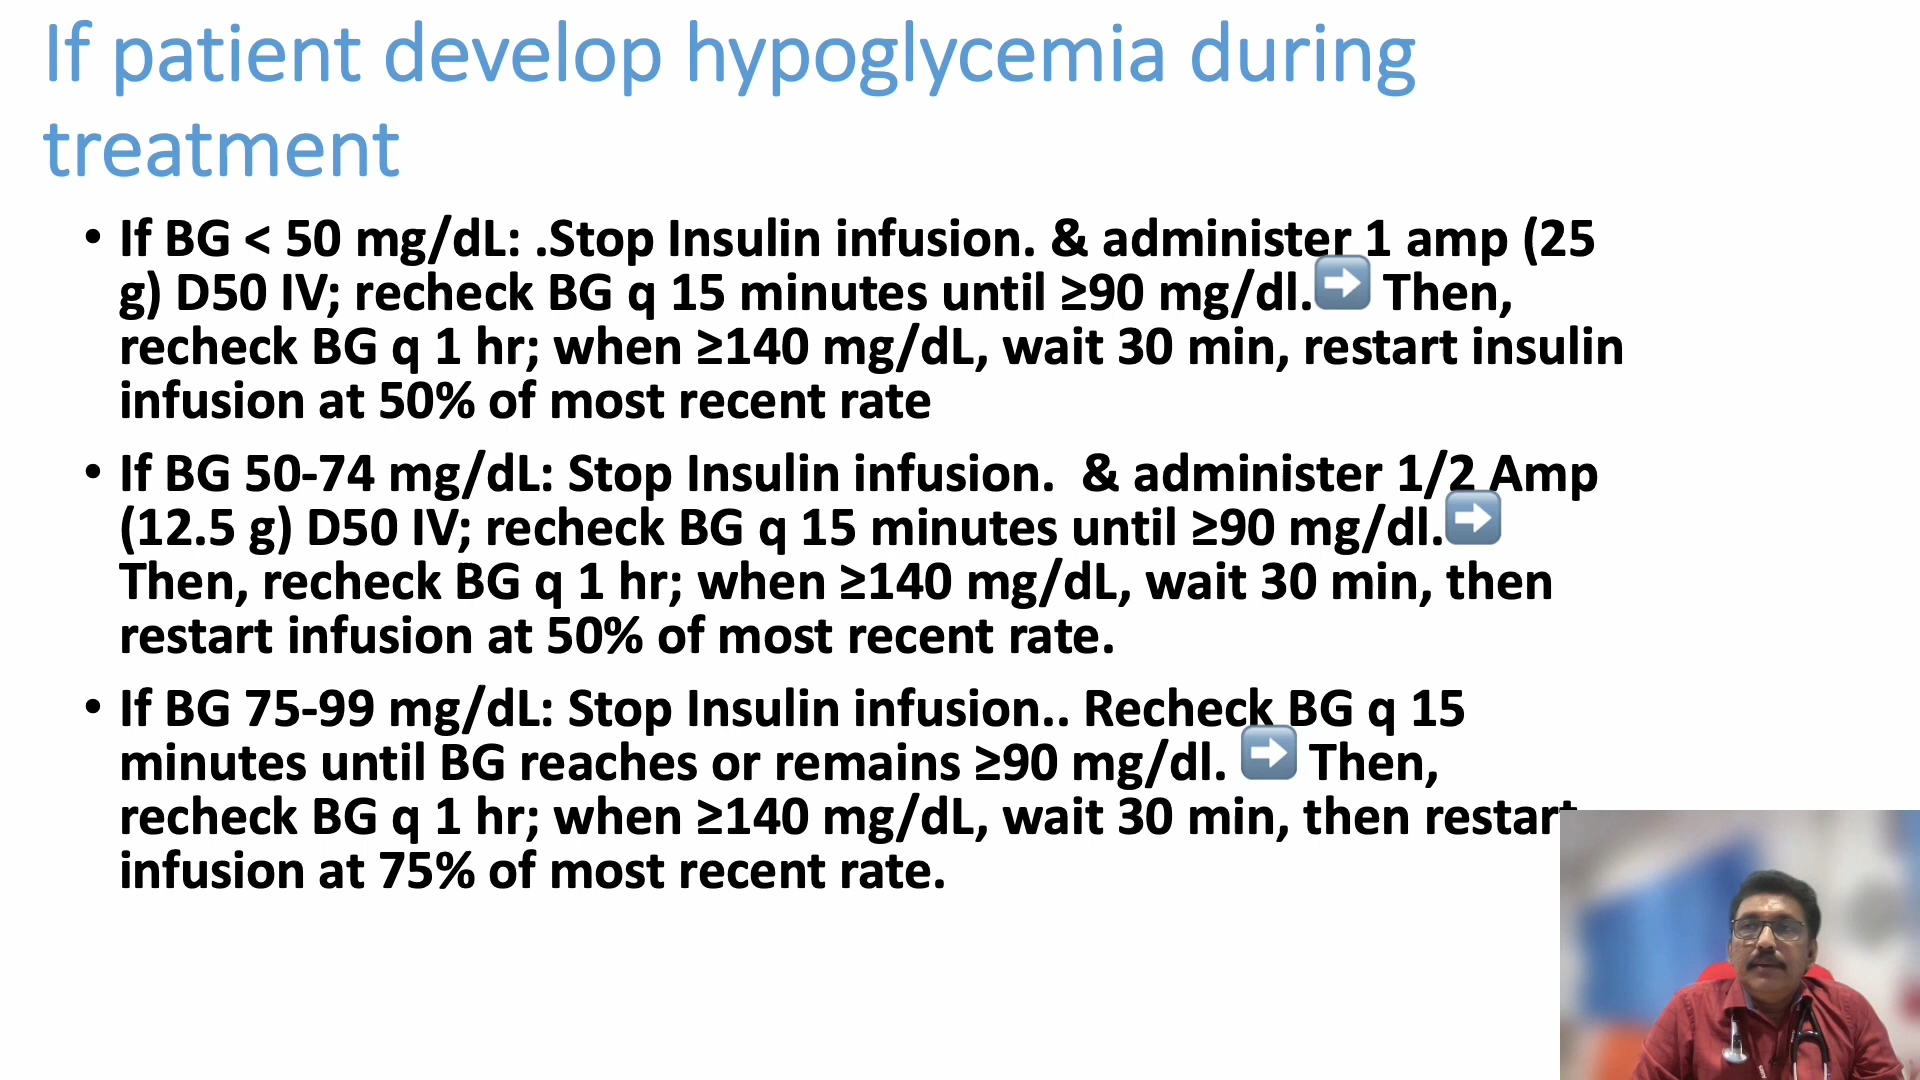 If patient develop hypoglycemia during
treatment
• If BG < 50 mg/dL: .Stop Insulin infusion. & administer 1 amp (25
g) D50 IV; recheck BG q 15 minutes until ≥90 mg/dl.➡️ Then,
recheck BG q 1 hr; when ≥140 mg/dL, wait 30 min, restart insulin
infusion at 50% of most recent rate
• If BG 50-74 mg/dL: Stop Insulin infusion.  & administer 1/2 Amp
(12.5 g) D50 IV; recheck BG q 15 minutes until ≥90 mg/dl.➡️
Then, recheck BG q 1 hr; when ≥140 mg/dL, wait 30 min, then
restart infusion at 50% of most recent rate.
• If BG 75-99 mg/dL: Stop Insulin infusion.. Recheck BG q 15
minutes until BG reaches or remains ≥90 mg/dl. ➡️ Then,
recheck BG q 1 hr; when ≥140 mg/dL, wait 30 min, then restart
infusion at 75% of most recent rate.